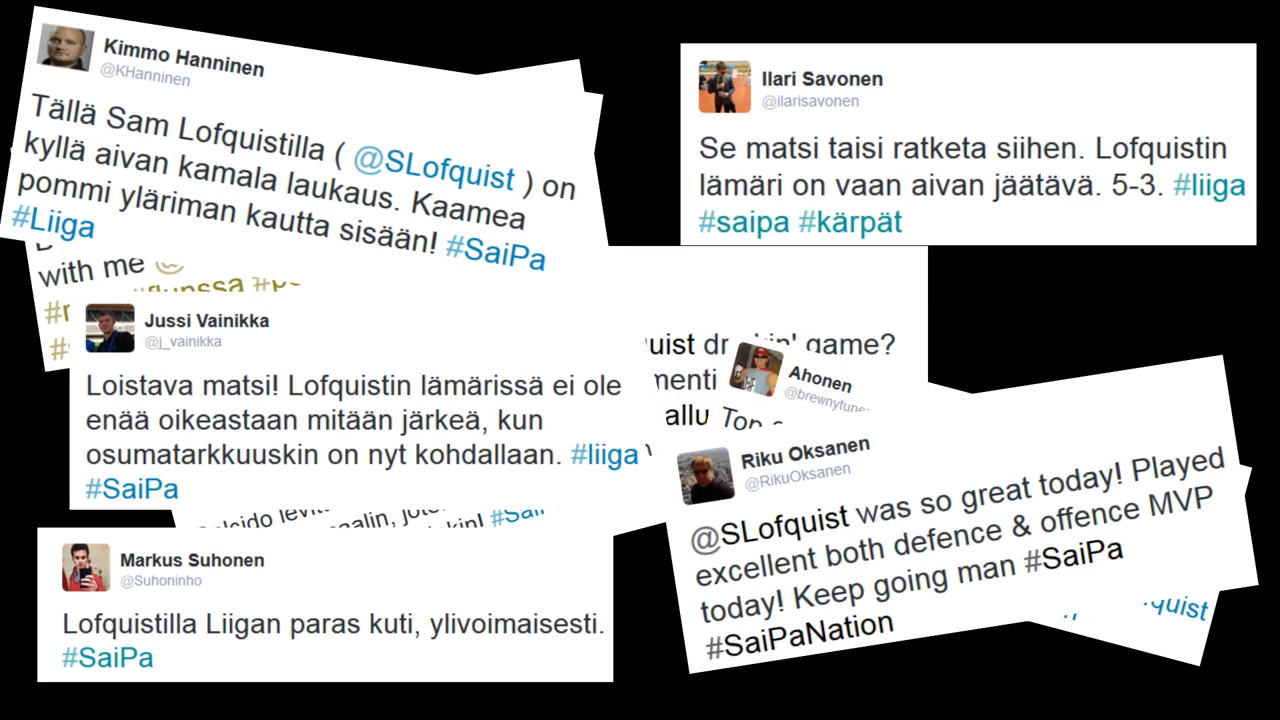 Kimmo Hanninen
@KHanninen
Tällä Sam Lofquistilla ( @SLofquist ) on
kyllä aivan kamala laukaus. Kaamea
pommi yläriman kautta sisään! #SaiPa
#Liiga
with me @
Ilari Savonen
@ilarisavonen
Se matsi taisi ratketa siihen. Lofquistin
lämäri on vaan aivan jäätävä. 5-3. #liiga
#saipa #kärpät
Jussi Vainikka
@j_vainikka
Loistava matsi! Lofquistin lämärissä ei ole
enää oikeastaan mitään järkeä, kun
osumatarkkuuskin on nyt kohdallaan. #liiga
#SaiPa
game?
Ahonen
Riku Oksanen
@RikuOksanen
@SLofquist was so great today! Played
excellent both defence & offence MVP
today! Keep going man #SaiPa
#SaiPaNation
Markus Suhonen
@Suhoninho
Lofquistilla Liigan paras kuti, ylivoimaisesti.
#SaiPa